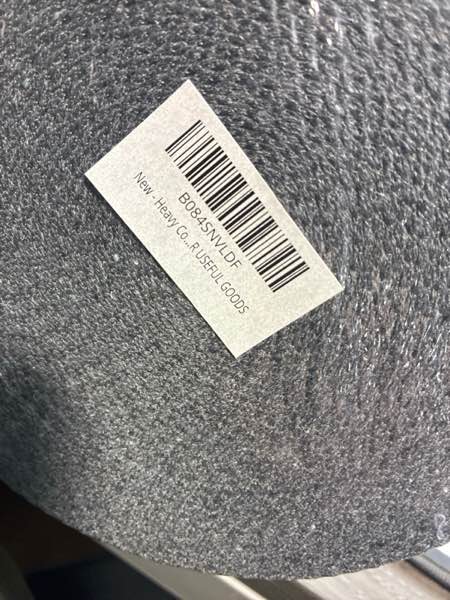 B084SNVLDF
New - Heavy Co...R USEFUL GOODS